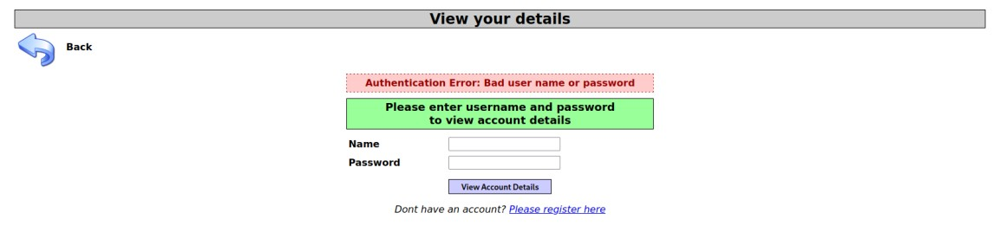 View your details
Back
Authentication Error: Bad user name or password
Please enter username and password
to view account details
Name
Password
View Account Details
Dont have an account? Please register here